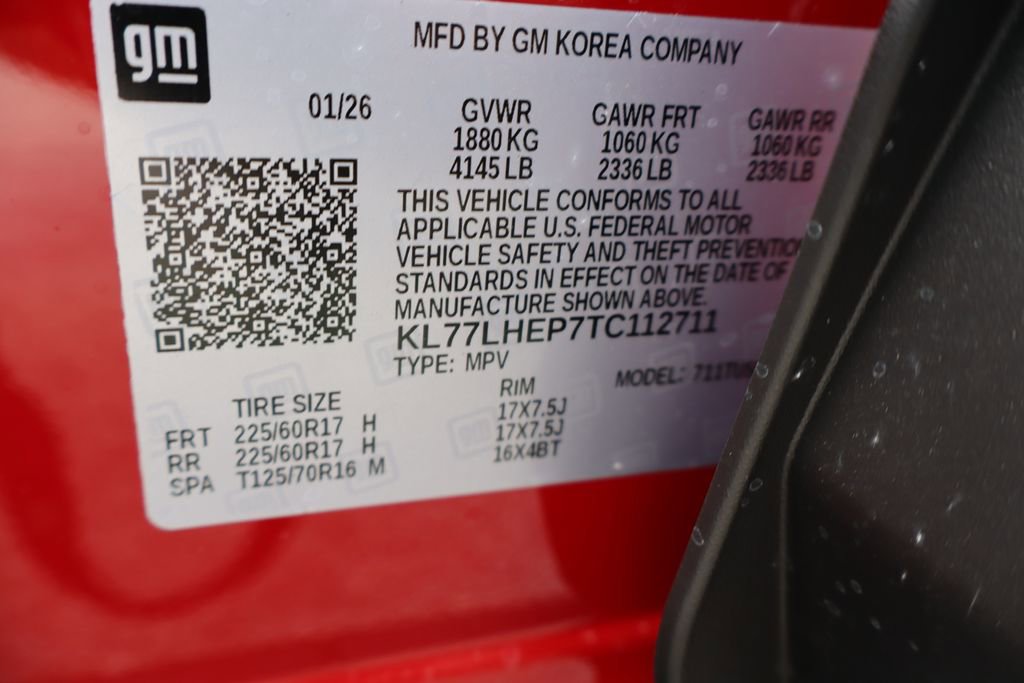 gm
MFD BY GM KOREA COMPANY
01/26 GVWR GAWR FRT GAWR RR
1880 KG 1060 KG 1060 KG
4145 LB 2336 LB 2336 LB
THIS VEHICLE CONFORMS TO ALL
APPLICABLE U.S. FEDERAL MOTOR
VEHICLE SAFETY AND THEFT PREVENTION
STANDARDS IN EFFECT ON THE DATE OF
MANUFACTURE SHOWN ABOVE.
KL77LHEP7TC112711
TYPE: MPV MODEL:
TIRE SIZE RIM
FRT 225/60R17 H 17X7.5J
RR 225/60R17 H 17X7.5J
SPA T125/70R16 M 16X4BT